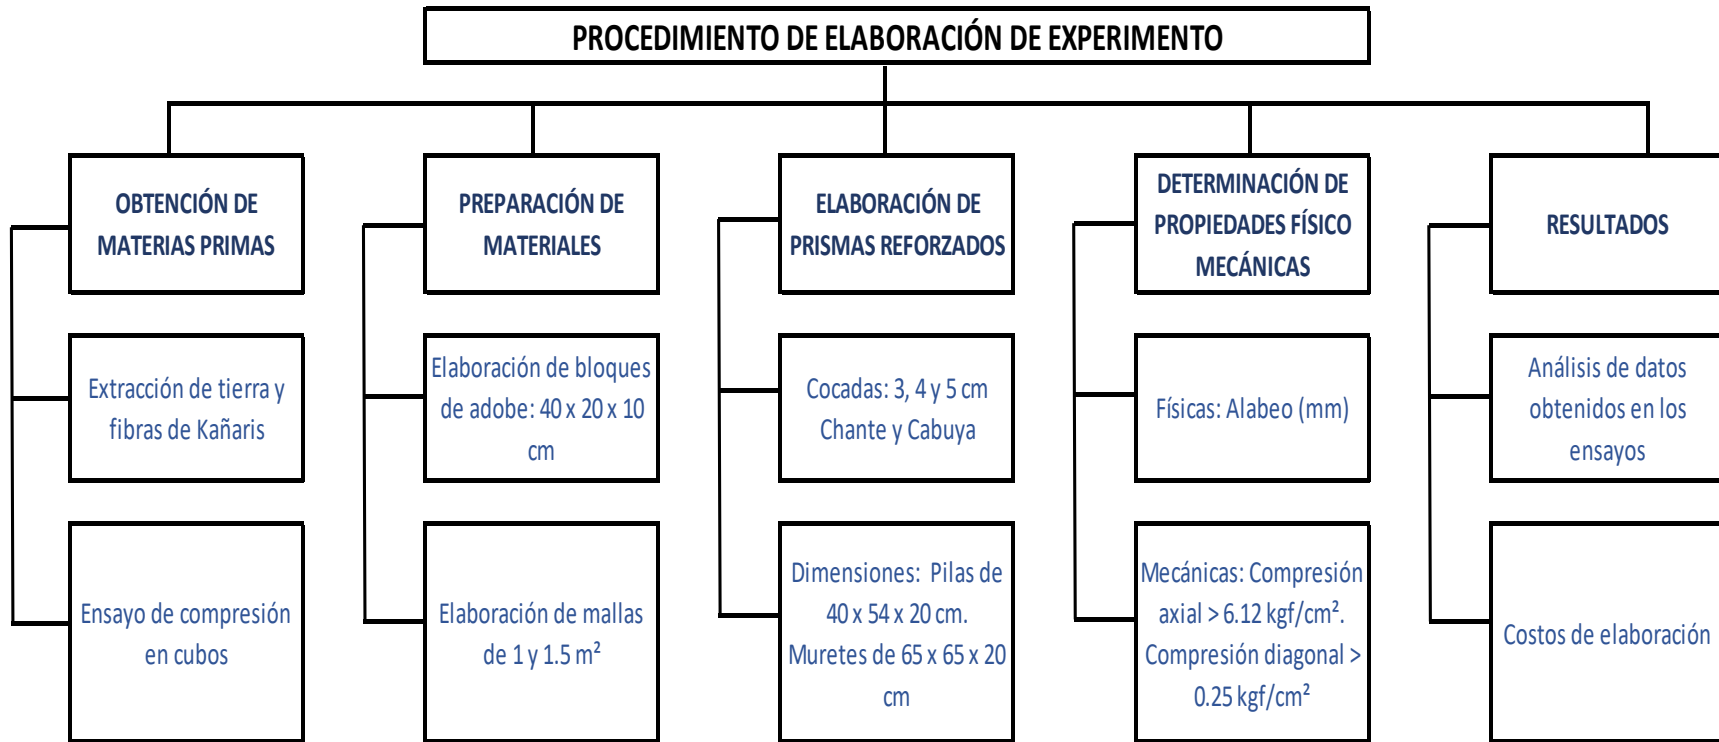 PROCEDIMIENTO DE ELABORACIÓN DE EXPERIMENTO
OBTENCIÓN DE
MATERIAS PRIMAS
Extracción de tierra y
fibras de Kañaris
Ensayo de compresión
en cubos
PREPARACIÓN DE
MATERIALES
Elaboración de bloques
de adobe: 40 x 20 x 10
cm
Elaboración de mallas
de 1 y 1.5 m²
ELABORACIÓN DE
PRISMAS REFORZADOS
Cocadas: 3, 4 y 5 cm
Chante y Cabuya
Dimensiones: Pilas de
40 x 54 x 20 cm.
Muretes de 65 x 65 x 20
cm
DETERMINACIÓN DE
PROPIEDADES FÍSICO
MECÁNICAS
Físicas: Alabeo (mm)
Mecánicas: Compresión
axial > 6.12 kgf/cm².
Compresión diagonal >
0.25 kgf/cm²
RESULTADOS
Análisis de datos
obtenidos en los
ensayos
Costos de elaboración